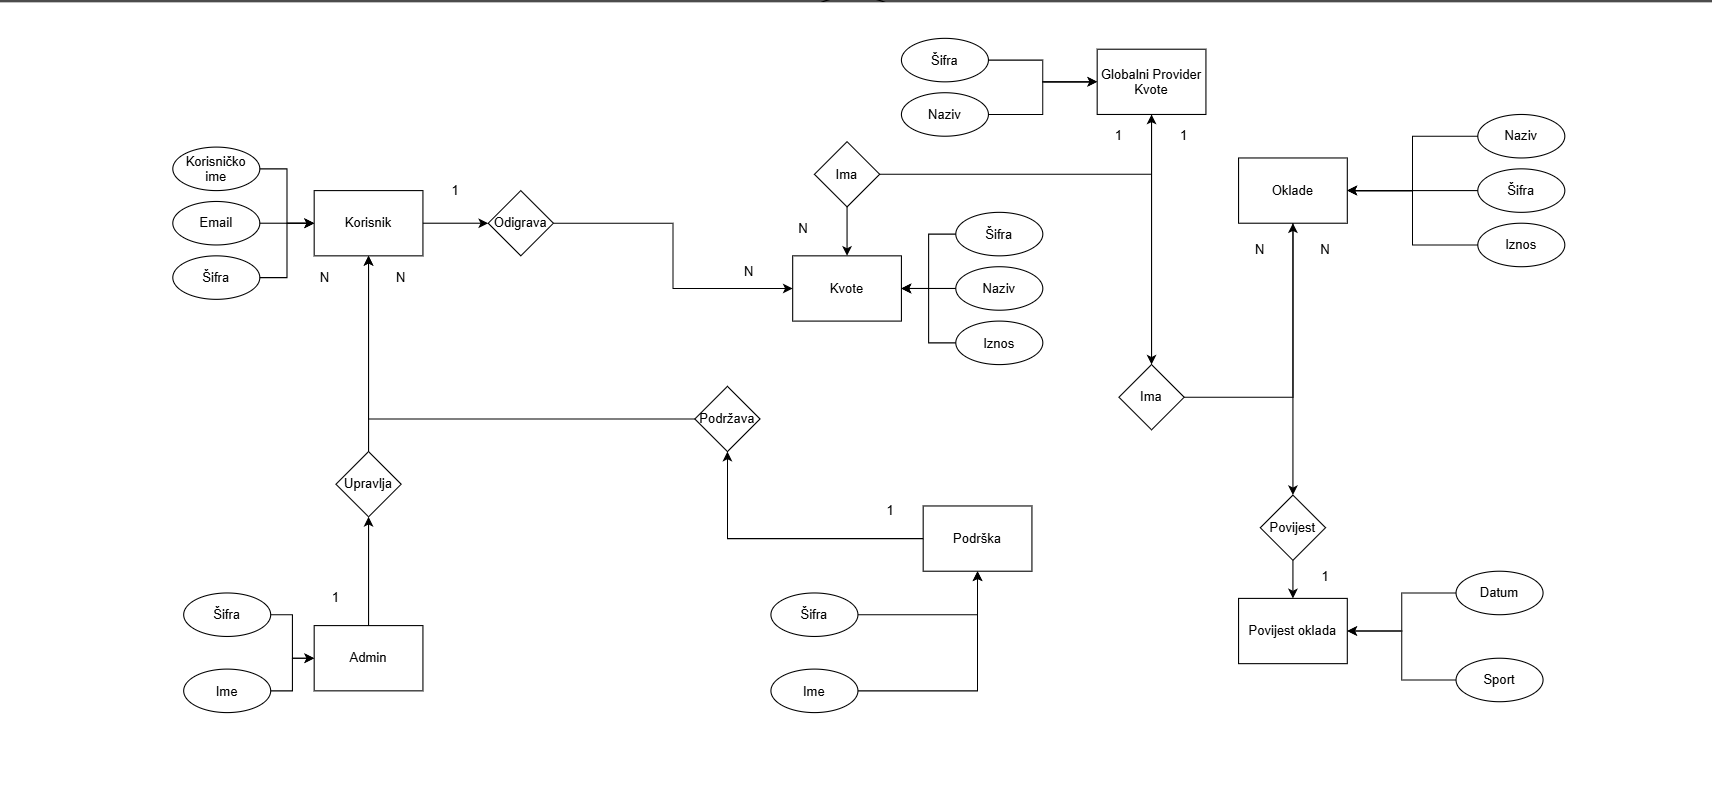 Šifra
Naziv
Globalni Provider
Kvote
1
1
Naziv
Šifra
Iznos
Oklade
N
N
Korisničko
ime
Email
Šifra
Korisnik
N
N
1
Odigrava
N
Ima
N
Kvote
Šifra
Naziv
Iznos
Ima
Podržava
Upravlja
1
Podrška
Povijest
1
Povijest oklada
Datum
Sport
1
Šifra
Ime
Admin
Šifra
Ime